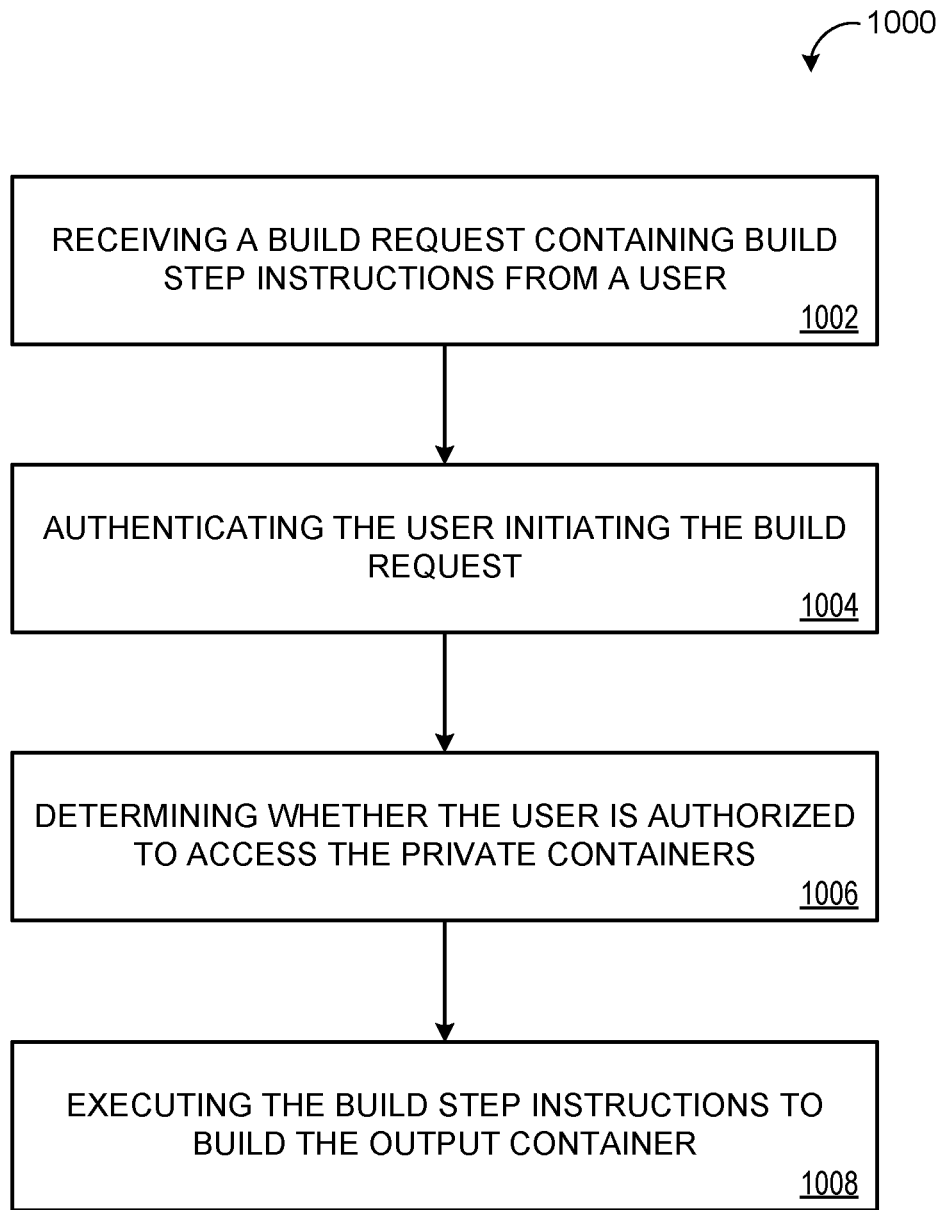 1000
RECEIVING A BUILD REQUEST CONTAINING BUILD
STEP INSTRUCTIONS FROM A USER
1002
AUTHENTICATING THE USER INITIATING THE BUILD
REQUEST
1004
DETERMINING WHETHER THE USER IS AUTHORIZED
TO ACCESS THE PRIVATE CONTAINERS
1006
EXECUTING THE BUILD STEP INSTRUCTIONS TO
BUILD THE OUTPUT CONTAINER
1008